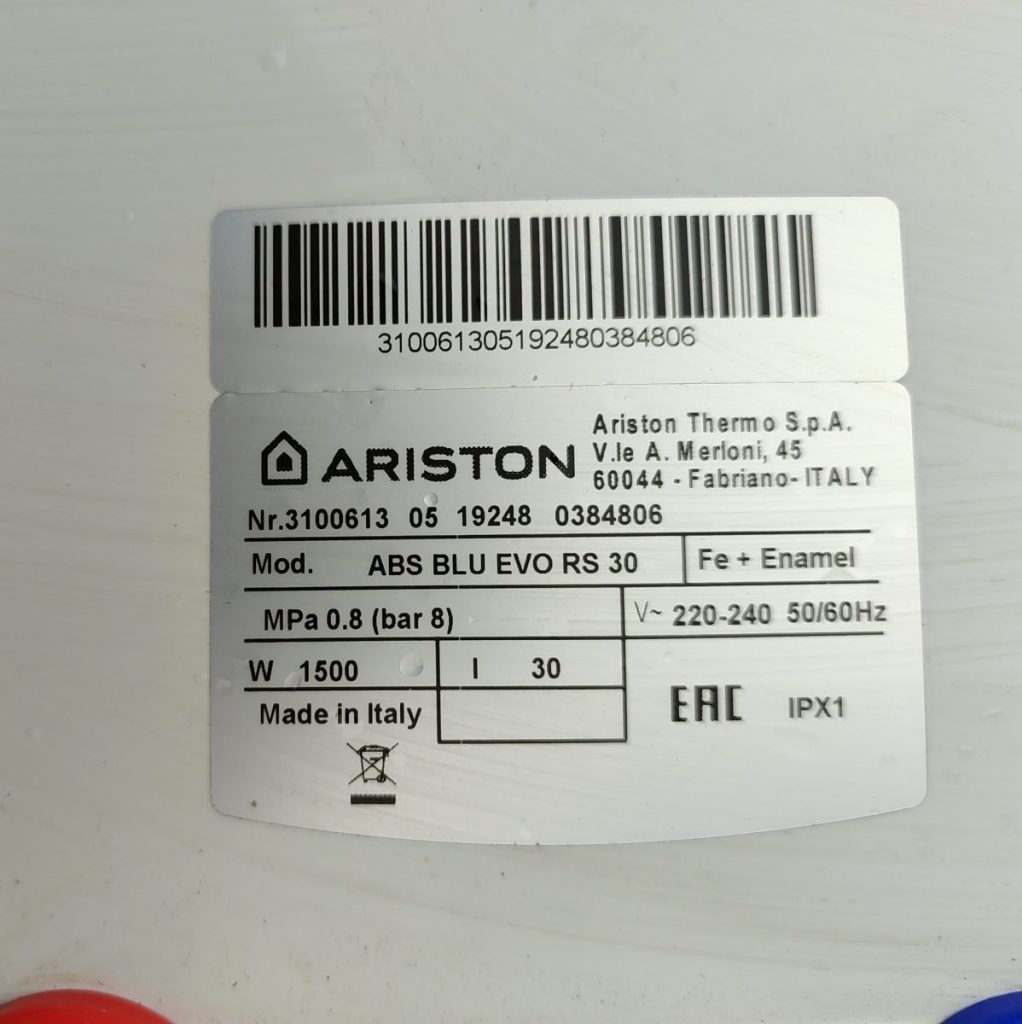 3100613051924803848​06
ARISTON
Ariston Thermo S.p.A.
V.le A. Merloni, 45
60044 - Fabriano- ITALY
Nr.3100613 05 19248 0384806
Mod. ABS BLU EVO RS 30 Fe + Enamel
MPa 0.8 (bar 8) V~ 220-240 50/60Hz
W 1500 l 30
Made in Italy EAC IPX1